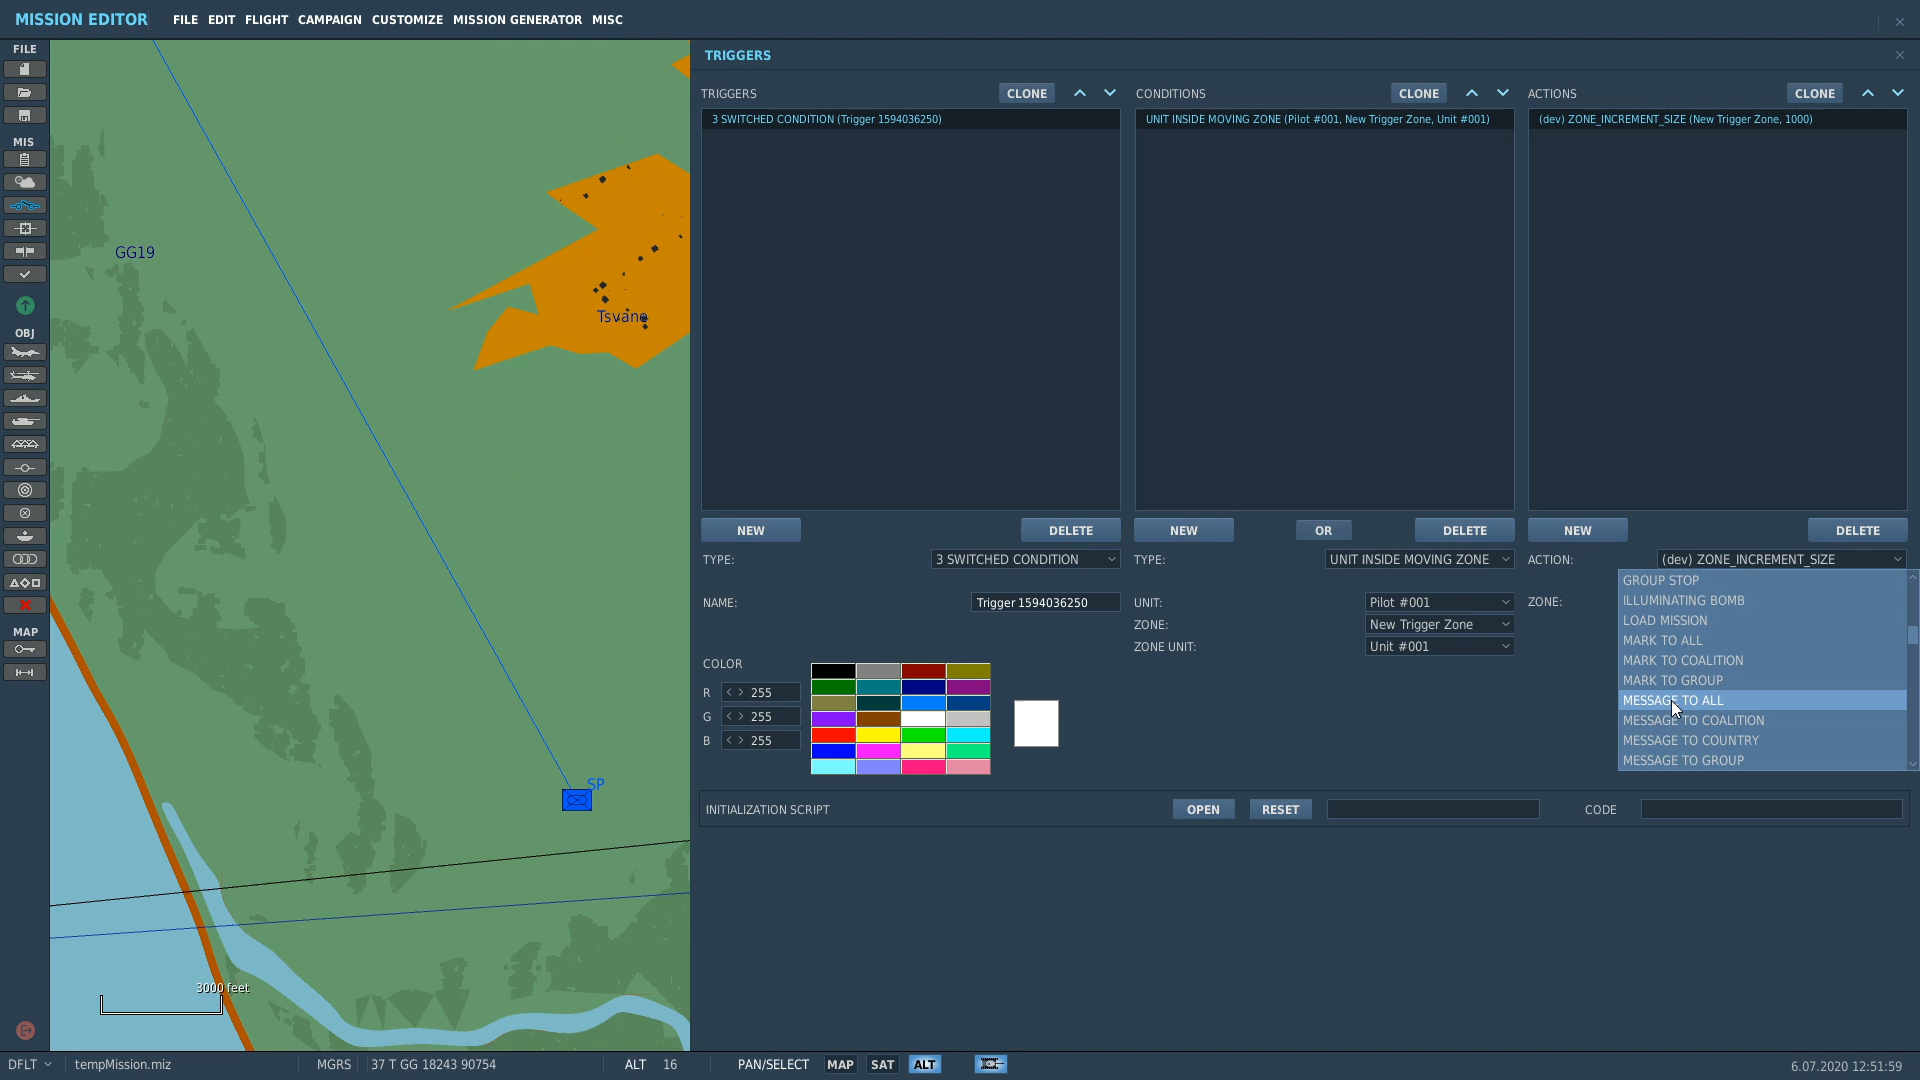 MISSION EDITOR FILE EDIT FLIGHT CAMPAIGN CUSTOMIZE MISSION GENERATOR MISC
FILE
MIS
OBJ
MAP
GG19
Tsvane
SP
3000 feet
TRIGGERS
TRIGGERS CLONE
3 SWITCHED CONDITION (Trigger 1594036250)
NEW DELETE
TYPE: 3 SWITCHED CONDITION
NAME: Trigger 1594036250
COLOR
R 255
G 255
B 255
CONDITIONS CLONE
UNIT INSIDE MOVING ZONE (Pilot #001, New Trigger Zone, Unit #001)
NEW OR DELETE
TYPE: UNIT INSIDE MOVING ZONE
UNIT: Pilot #001
ZONE: New Trigger Zone
ZONE UNIT: Unit #001
ACTIONS CLONE
(dev) ZONE_INCREMENT_SIZE (New Trigger Zone, 1000)
NEW DELETE
ACTION: (dev) ZONE_INCREMENT_SIZE
ZONE:
GROUP STOP
ILLUMINATING BOMB
LOAD MISSION
MARK TO ALL
MARK TO COALITION
MARK TO GROUP
MESSAGE TO ALL
MESSAGE TO COALITION
MESSAGE TO COUNTRY
MESSAGE TO GROUP
INITIALIZATION SCRIPT OPEN RESET CODE
DFLT tempMission.miz MGRS 37 T GG 18243 90754 ALT 16 PAN/SELECT MAP SAT ALT 6.07.2020 12:51:59